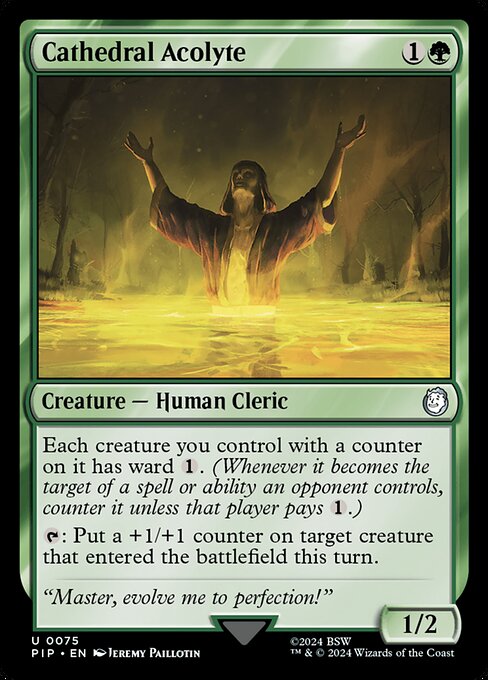 Cathedral Acolyte 1
Creature — Human Cleric
Each creature you control with a counter
on it has ward 1. (Whenever it becomes the
target of a spell or ability an opponent controls,
counter it unless that player pays 1.)
: Put a +1/+1 counter on target creature
that entered the battlefield this turn.
“Master, evolve me to perfection!”
1/2
U 0075
PIP • EN Jeremy Paillotin
©2024 BSW
™ & © 2024 Wizards of the Coast